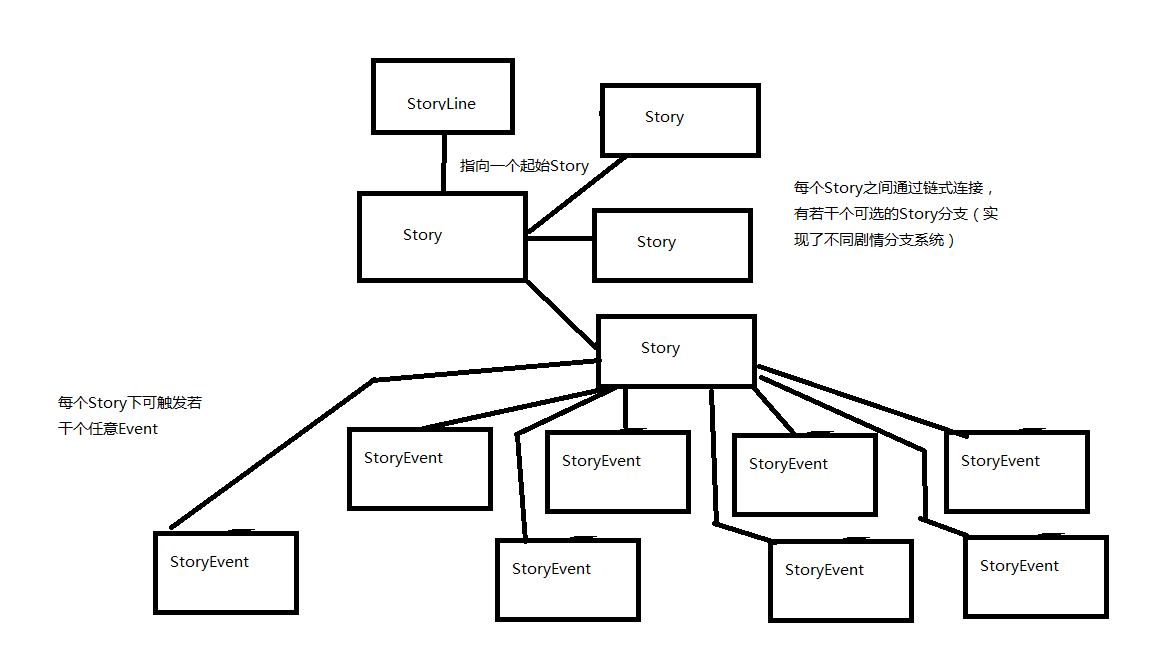 StoryLine
Story
指向一个起始Story
每个Story之间通过链式连接，
有若干个可选的Story分支（实
现了不同剧情分支系统）
Story
Story
Story
每个Story下可触发若
干个任意Event
StoryEvent
StoryEvent
StoryEvent
StoryEvent
StoryEvent
StoryEvent
StoryEvent
StoryEvent